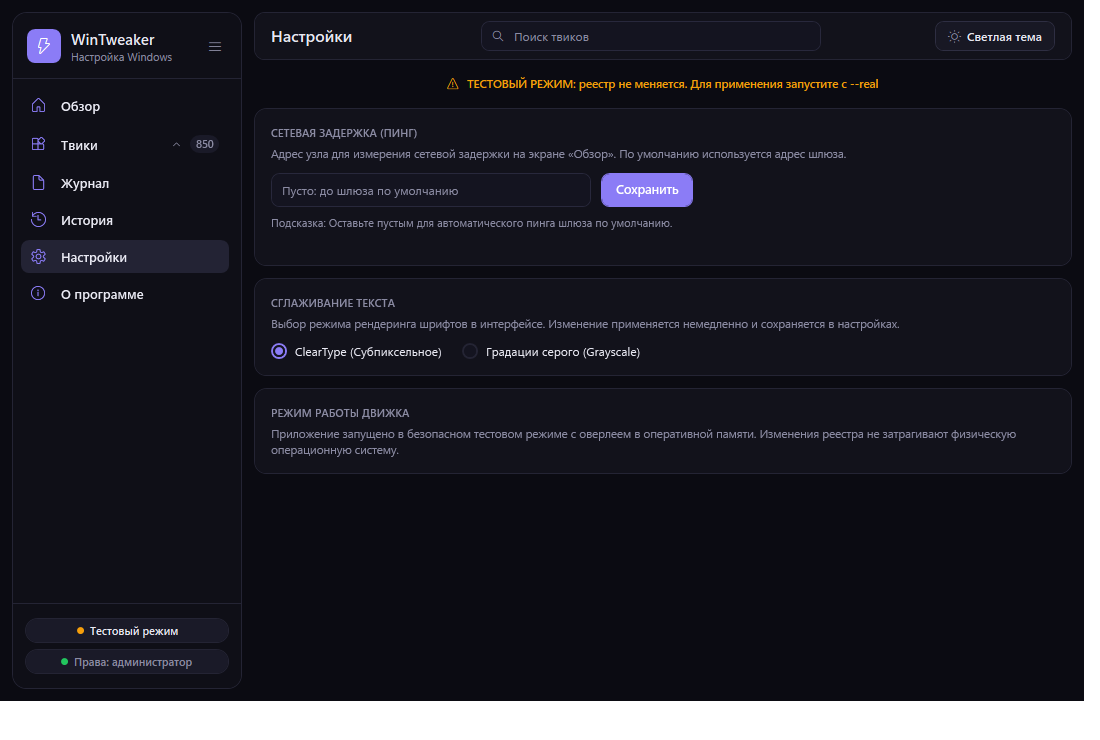 WinTweaker
Настройка Windows
Обзор
Твики 850
Журнал
История
Настройки
О программе
Тестовый режим
Права: администратор
Настройки
Поиск твиков
Светлая тема
ТЕСТОВЫЙ РЕЖИМ: реестр не меняется. Для применения запустите с --real
СЕТЕВАЯ ЗАДЕРЖКА (ПИНГ)
Адрес узла для измерения сетевой задержки на экране «Обзор». По умолчанию используется адрес шлюза.
Пусто: до шлюза по умолчанию
Сохранить
Подсказка: Оставьте пустым для автоматического пинга шлюза по умолчанию.
СГЛАЖИВАНИЕ ТЕКСТА
Выбор режима рендеринга шрифтов в интерфейсе. Изменение применяется немедленно и сохраняется в настройках.
ClearType (Субпиксельное)
Градации серого (Grayscale)
РЕЖИМ РАБОТЫ ДВИЖКА
Приложение запущено в безопасном тестовом режиме с оверлеем в оперативной памяти. Изменения реестра не затрагивают физическую
операционную систему.